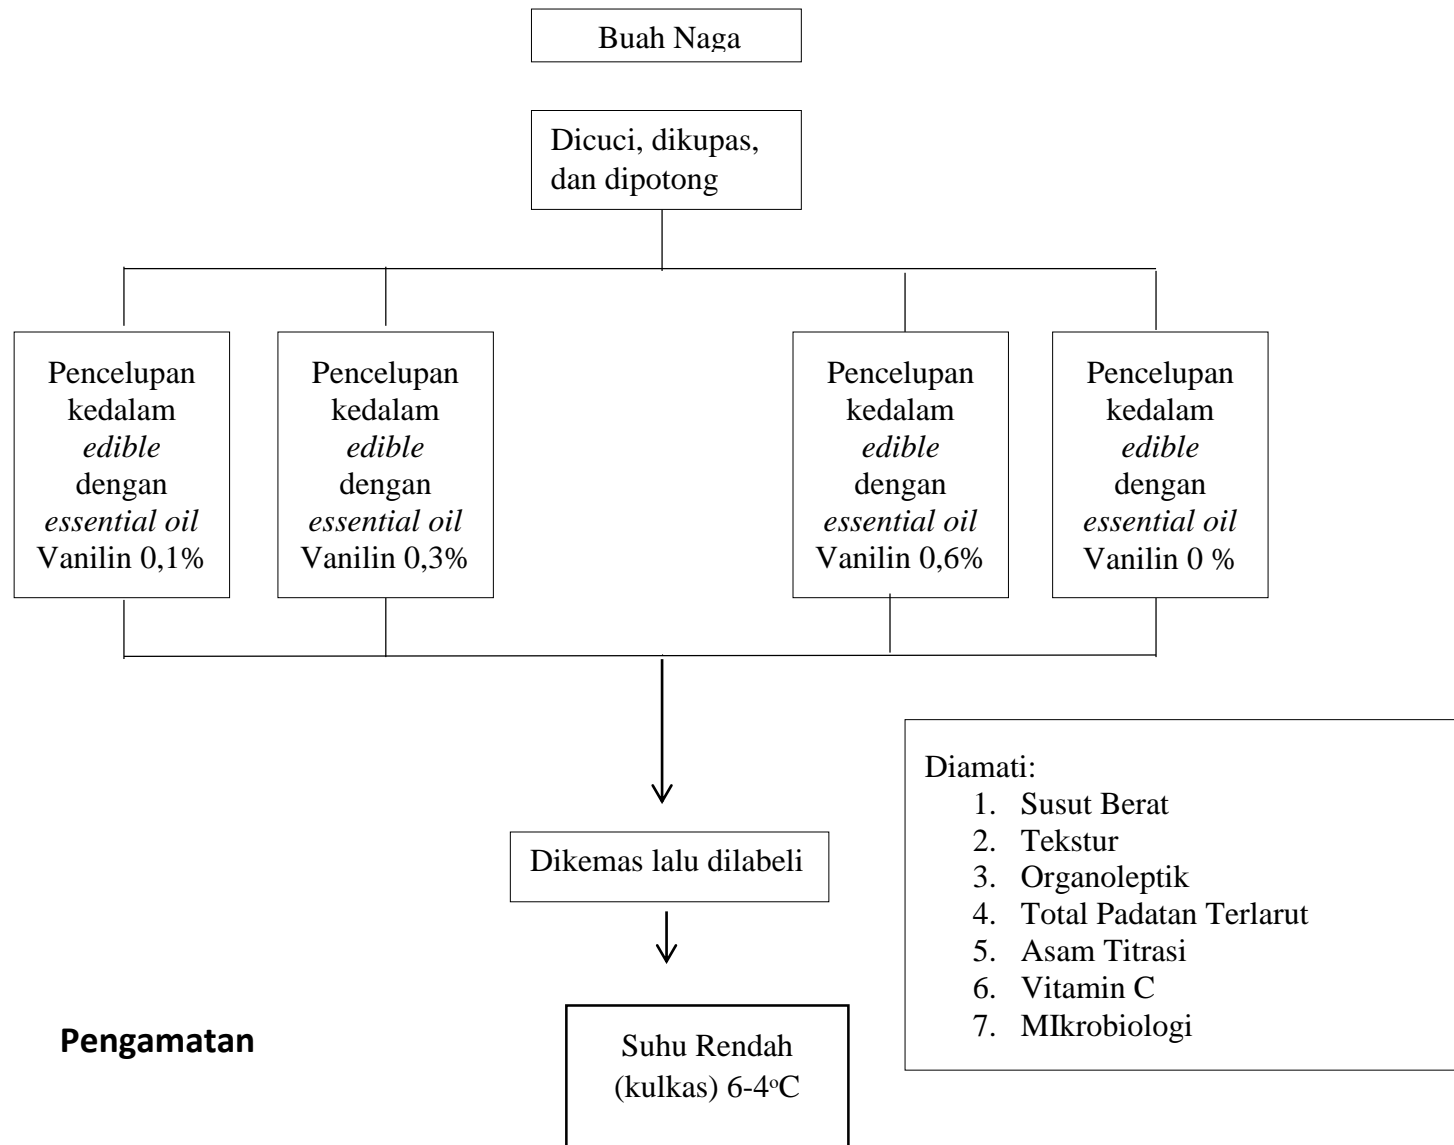 Buah Naga
Dicuci, dikupas,
dan dipotong
Pencelupan
kedalam
edible
dengan
essential oil
Vanilin 0,1%
Pencelupan
kedalam
edible
dengan
essential oil
Vanilin 0,3%
Pencelupan
kedalam
edible
dengan
essential oil
Vanilin 0,6%
Pencelupan
kedalam
edible
dengan
essential oil
Vanilin 0 %
Dikemas lalu dilabeli
Diamati:
1. Susut Berat
2. Tekstur
3. Organoleptik
4. Total Padatan Terlarut
5. Asam Titrasi
6. Vitamin C
7. MIkrobiologi
Pengamatan
Suhu Rendah
(kulkas) 6-4°C